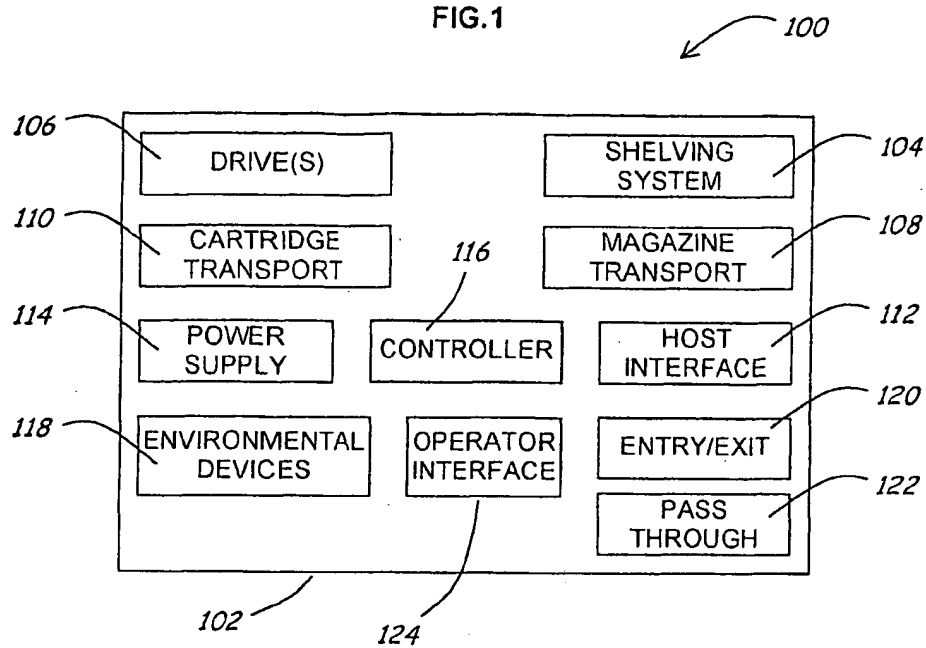 FIG.1
100
106
DRIVE(S)
SHELVING
SYSTEM
104
110
CARTRIDGE
TRANSPORT
116
MAGAZINE
TRANSPORT
108
114
POWER
SUPPLY
CONTROLLER
HOST
INTERFACE
112
118
ENVIRONMENTAL
DEVICES
OPERATOR
INTERFACE
ENTRY/EXIT
120
PASS
THROUGH
122
102
124